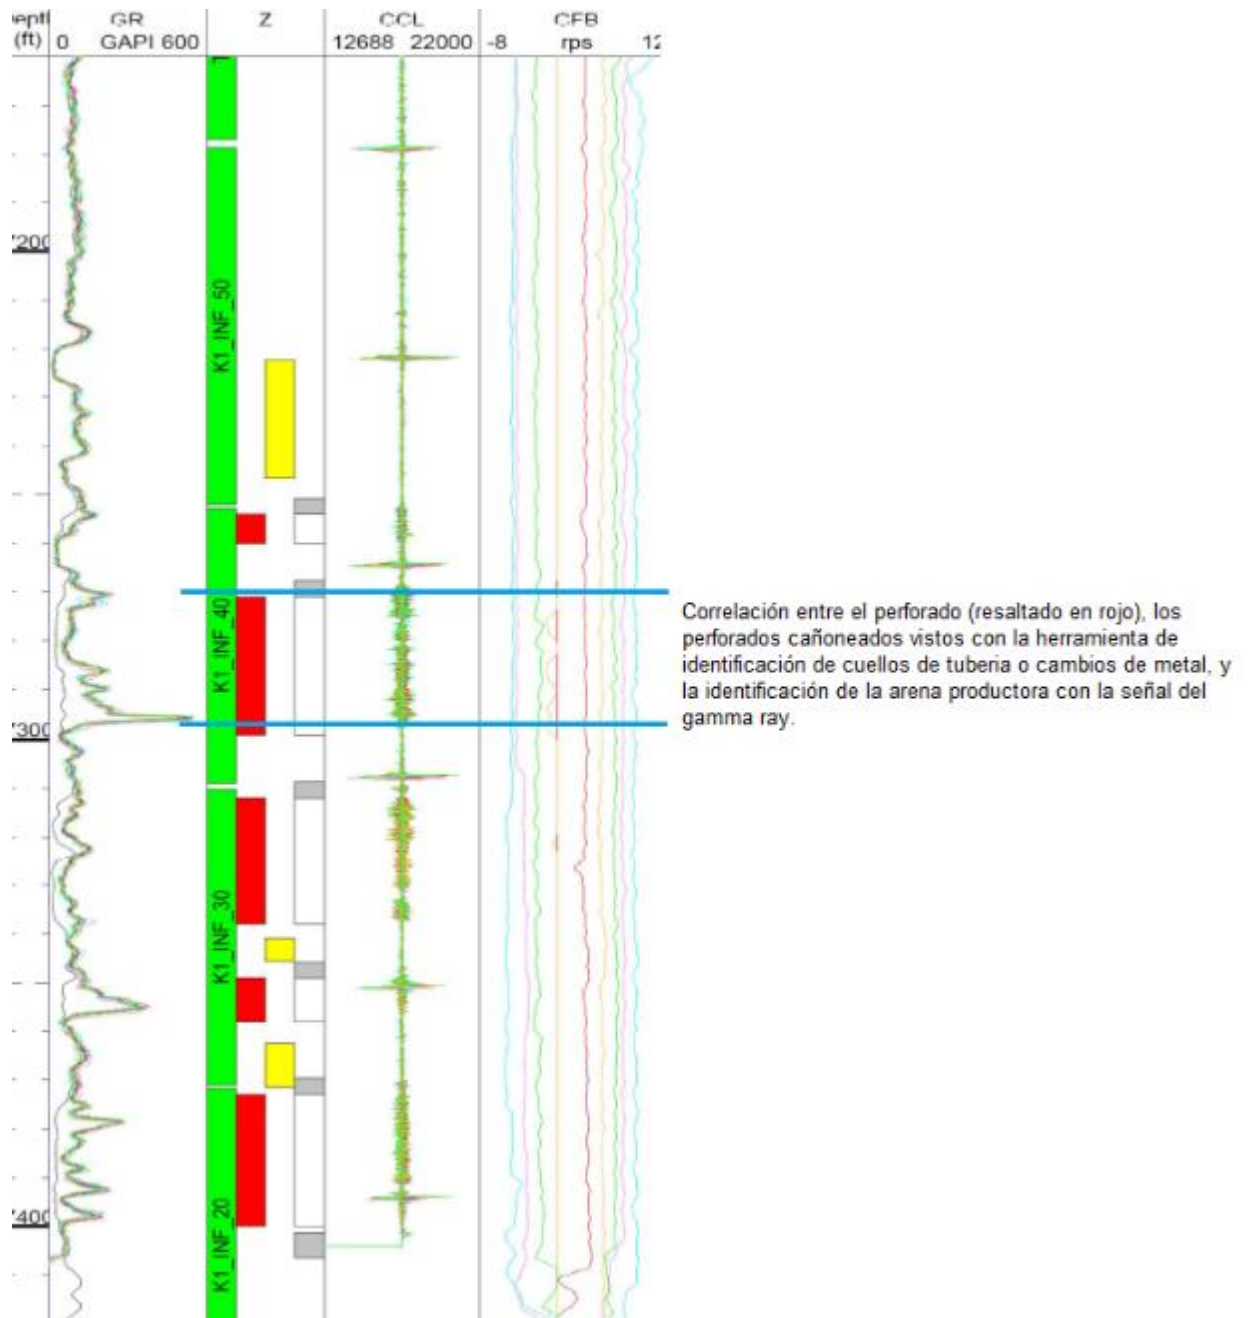 GR
Z
CCL
CFB
(ft)
0 GAPI 600
12688 22000
-8 rps
K1_INF_50
K1_INF_40
K1_INF_30
K1_INF_20
Correlación entre el perforado (resaltado en rojo), los
perforados cañoneados vistos con la herramienta de
identificación de cuellos de tuberia o cambios de metal, y
la identificación de la arena productora con la señal del
gamma ray.